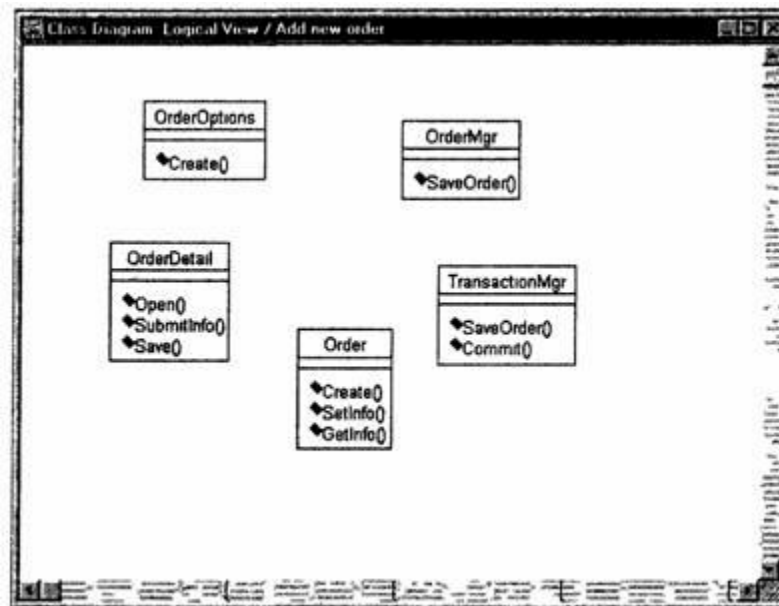 Class Diagram Logical View / Add new order
OrderOptions
Create()
OrderMgr
SaveOrder()
OrderDetail
Open()
SubmitInfo()
Save()
TransactionMgr
SaveOrder()
Commit()
Order
Create()
SetInfo()
GetInfo()